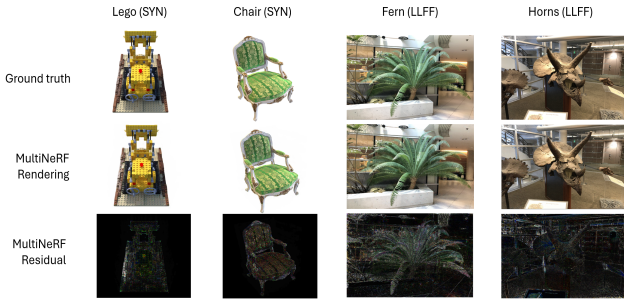 Lego (SYN) Chair (SYN) Fern (LLFF) Horns (LLFF)
Ground truth
MultiNeRF
Rendering
MultiNeRF
Residual